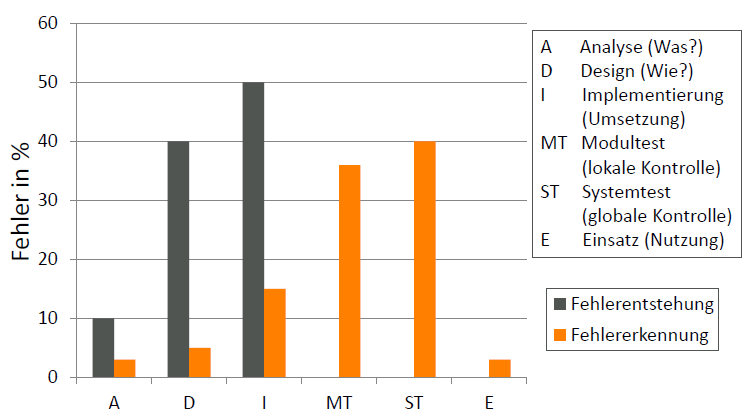 60
50
40
30
20
10
0
Fehler in %
A D I MT ST E
A Analyse (Was?)
D Design (Wie?)
I Implementierung
(Umsetzung)
MT Modultest
(lokale Kontrolle)
ST Systemtest
(globale Kontrolle)
E Einsatz (Nutzung)
Fehlerentstehung
Fehlererkennung